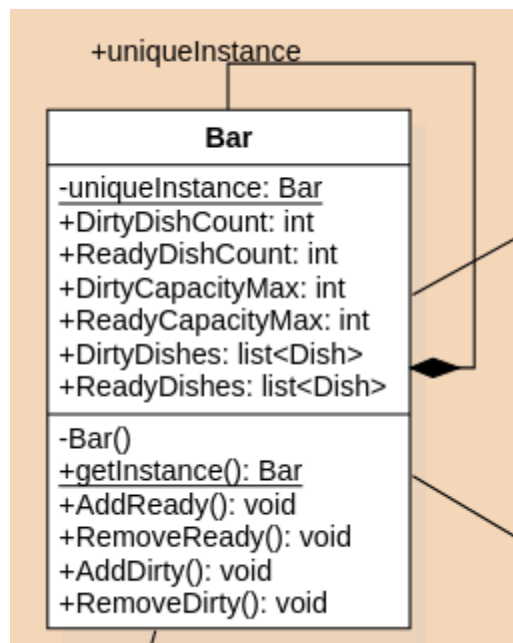 +uniqueInstance
Bar
-uniqueInstance: Bar
+DirtyDishCount: int
+ReadyDishCount: int
+DirtyCapacityMax: int
+ReadyCapacityMax: int
+DirtyDishes: list<Dish>
+ReadyDishes: list<Dish>
-Bar()
+getInstance(): Bar
+AddReady(): void
+RemoveReady(): void
+AddDirty(): void
+RemoveDirty(): void